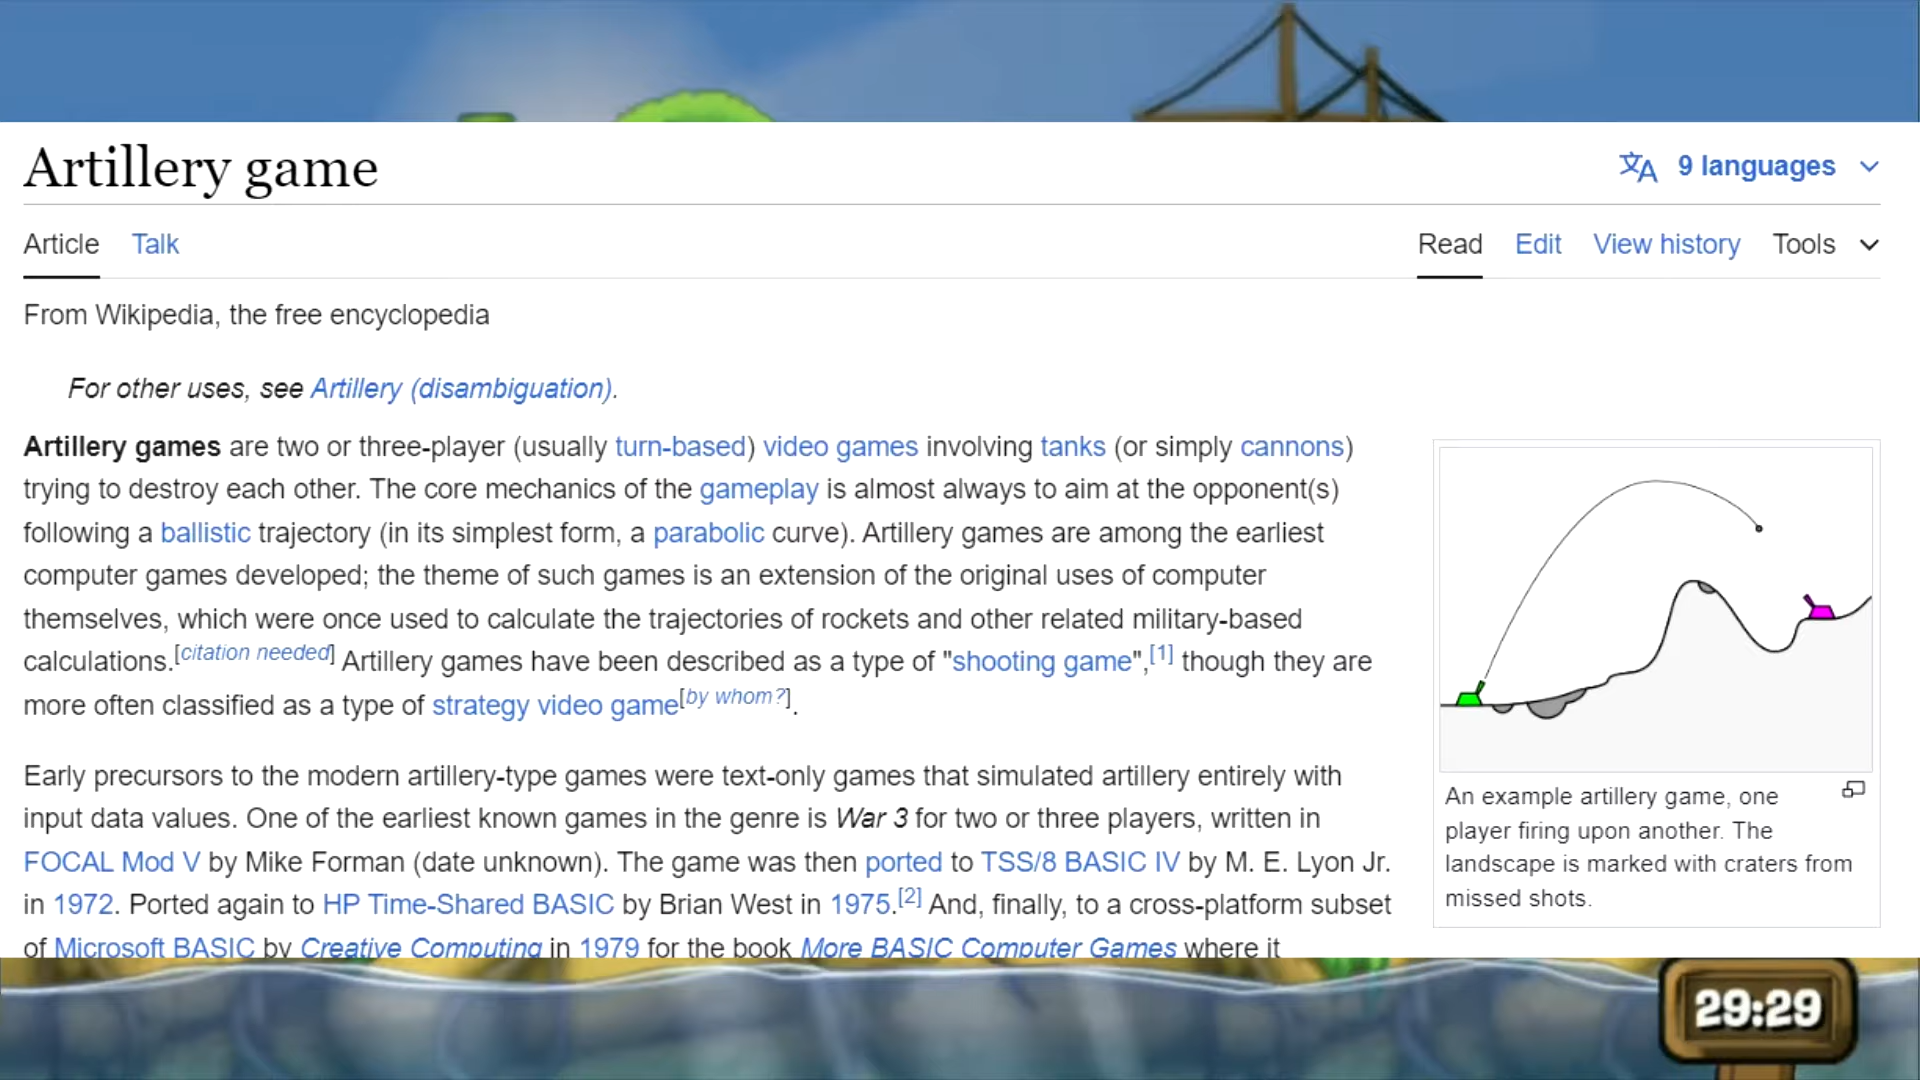 Artillery game
9 languages
Article Talk
Read Edit View history Tools
From Wikipedia, the free encyclopedia
For other uses, see Artillery (disambiguation).
Artillery games are two or three-player (usually turn-based) video games involving tanks (or simply cannons)
trying to destroy each other. The core mechanics of the gameplay is almost always to aim at the opponent(s)
following a ballistic trajectory (in its simplest form, a parabolic curve). Artillery games are among the earliest
computer games developed; the theme of such games is an extension of the original uses of computer
themselves, which were once used to calculate the trajectories of rockets and other related military-based
calculations.[citation needed] Artillery games have been described as a type of "shooting game",[1] though they are
more often classified as a type of strategy video game[by whom?].
Early precursors to the modern artillery-type games were text-only games that simulated artillery entirely with
input data values. One of the earliest known games in the genre is War 3 for two or three players, written in
FOCAL Mod V by Mike Forman (date unknown). The game was then ported to TSS/8 BASIC IV by M. E. Lyon Jr.
in 1972. Ported again to HP Time-Shared BASIC by Brian West in 1975.[2] And, finally, to a cross-platform subset
of Microsoft BASIC by Creative Computing in 1979 for the book More BASIC Computer Games where it
An example artillery game, one
player firing upon another. The
landscape is marked with craters from
missed shots.
29:29